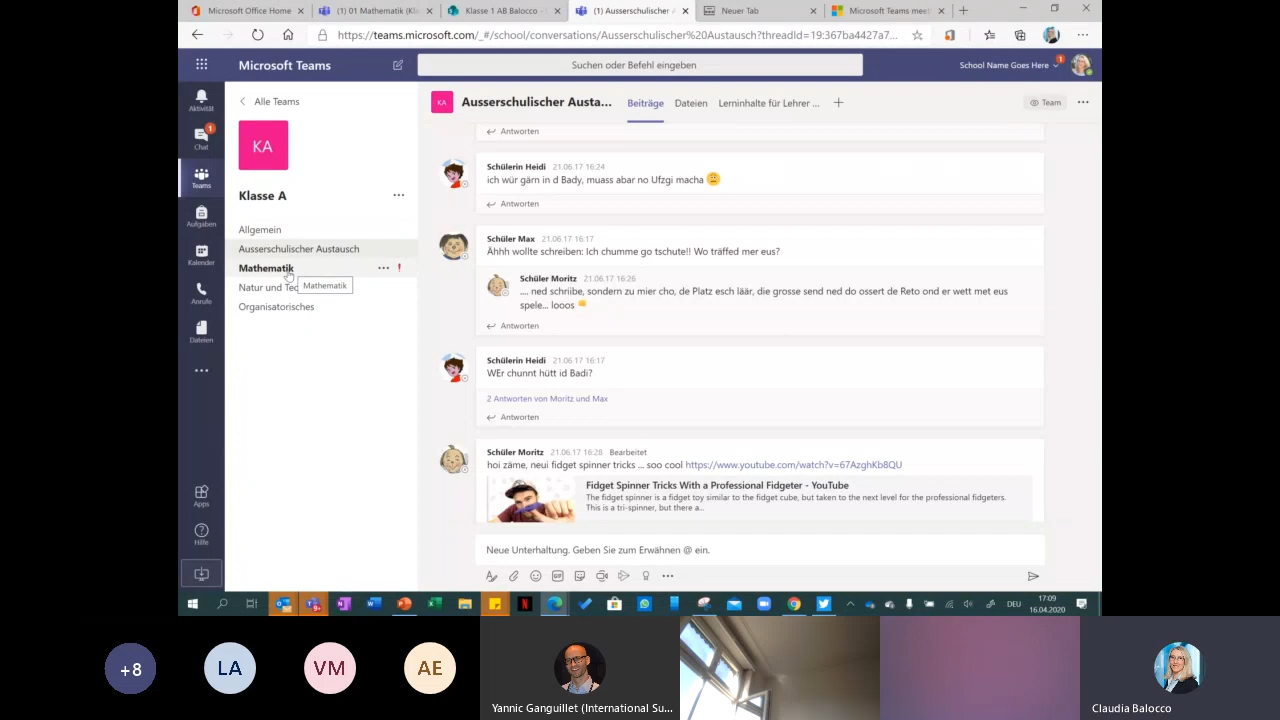 Microsoft Office Home
(1) 01 Mathematik (Kla
Klasse 1 AB Balocco -
(1) Ausserschulischer A
Neuer Tab
Microsoft Teams meet
https://teams.microsoft.com/_#/school/conversations/Ausserschulischer%20Austausch?threadId=19:367ba4427a7...
Microsoft Teams
Suchen oder Befehl eingeben
School Name Goes Here
1
KA
Ausserschulischer Austa...
Beiträge
Dateien
Lerninhalte für Lehrer ...
Team
Aktivität
Chat
1
Teams
Aufgaben
Kalender
Anrufe
Dateien
Apps
Hilfe
Alle Teams
KA
Klasse A
Allgemein
Ausserschulischer Austausch
Mathematik
Mathematik
Natur und Tec
Organisatorisches
Antworten
Schülerin Heidi 21.06.17 16:24
ich wür gärn in d Bady, muass abar no Ufzgi macha
Antworten
Schüler Max 21.06.17 16:17
Ähhh wollte schreiben: Ich chumme go tschute!! Wo träffed mer eus?
Schüler Moritz 21.06.17 16:26
.... ned schriibe, sondern zu mier cho, de Platz esch läär, die grosse send ned do ossert de Reto ond er wett met eus
spele... looos
Antworten
Schülerin Heidi 21.06.17 16:17
WEr chunnt hütt id Badi?
2 Antworten von Moritz und Max
Antworten
Schüler Moritz 21.06.17 16:28 Bearbeitet
hoi zäme, neui fidget spinner tricks ... soo cool https://www.youtube.com/watch?v=67AzghKb8QU
Fidget Spinner Tricks With a Professional Fidgeter - YouTube
The fidget spinner is a fidget toy similar to the fidget cube, but taken to the next level for the professional fidgeters.
This is a tri-spinner, but there a...
Neue Unterhaltung. Geben Sie zum Erwähnen @ ein.
9+
DEU
17:09
16.04.2020
+8
LA
VM
AE
Yannic Ganguillet (International Su...
Claudia Balocco